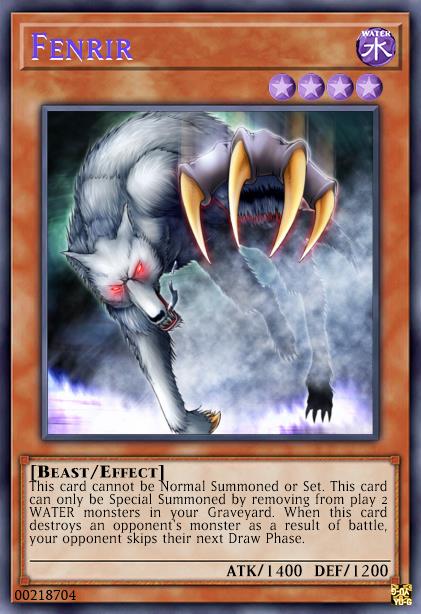 Fenrir
WATER
水
[Beast/Effect]
This card cannot be Normal Summoned or Set. This card
can only be Special Summoned by removing from play 2
WATER monsters in your Graveyard. When this card
destroys an opponent's monster as a result of battle,
your opponent skips their next Draw Phase.
ATK/1400 DEF/1200
00218704